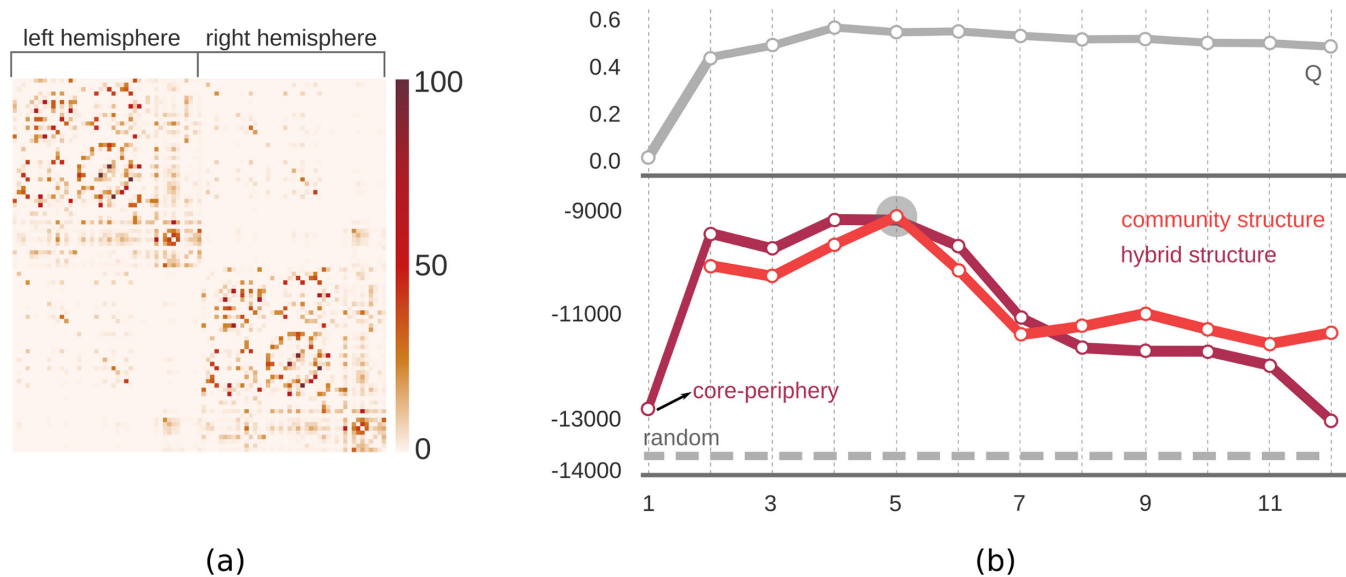 left hemisphere right hemisphere
100
50
0
(a)
0.6
0.4
0.2
0.0
Q
-9000
-11000
-13000
-14000
community structure
hybrid structure
core-periphery
random
1 3 5 7 9 11
(b)